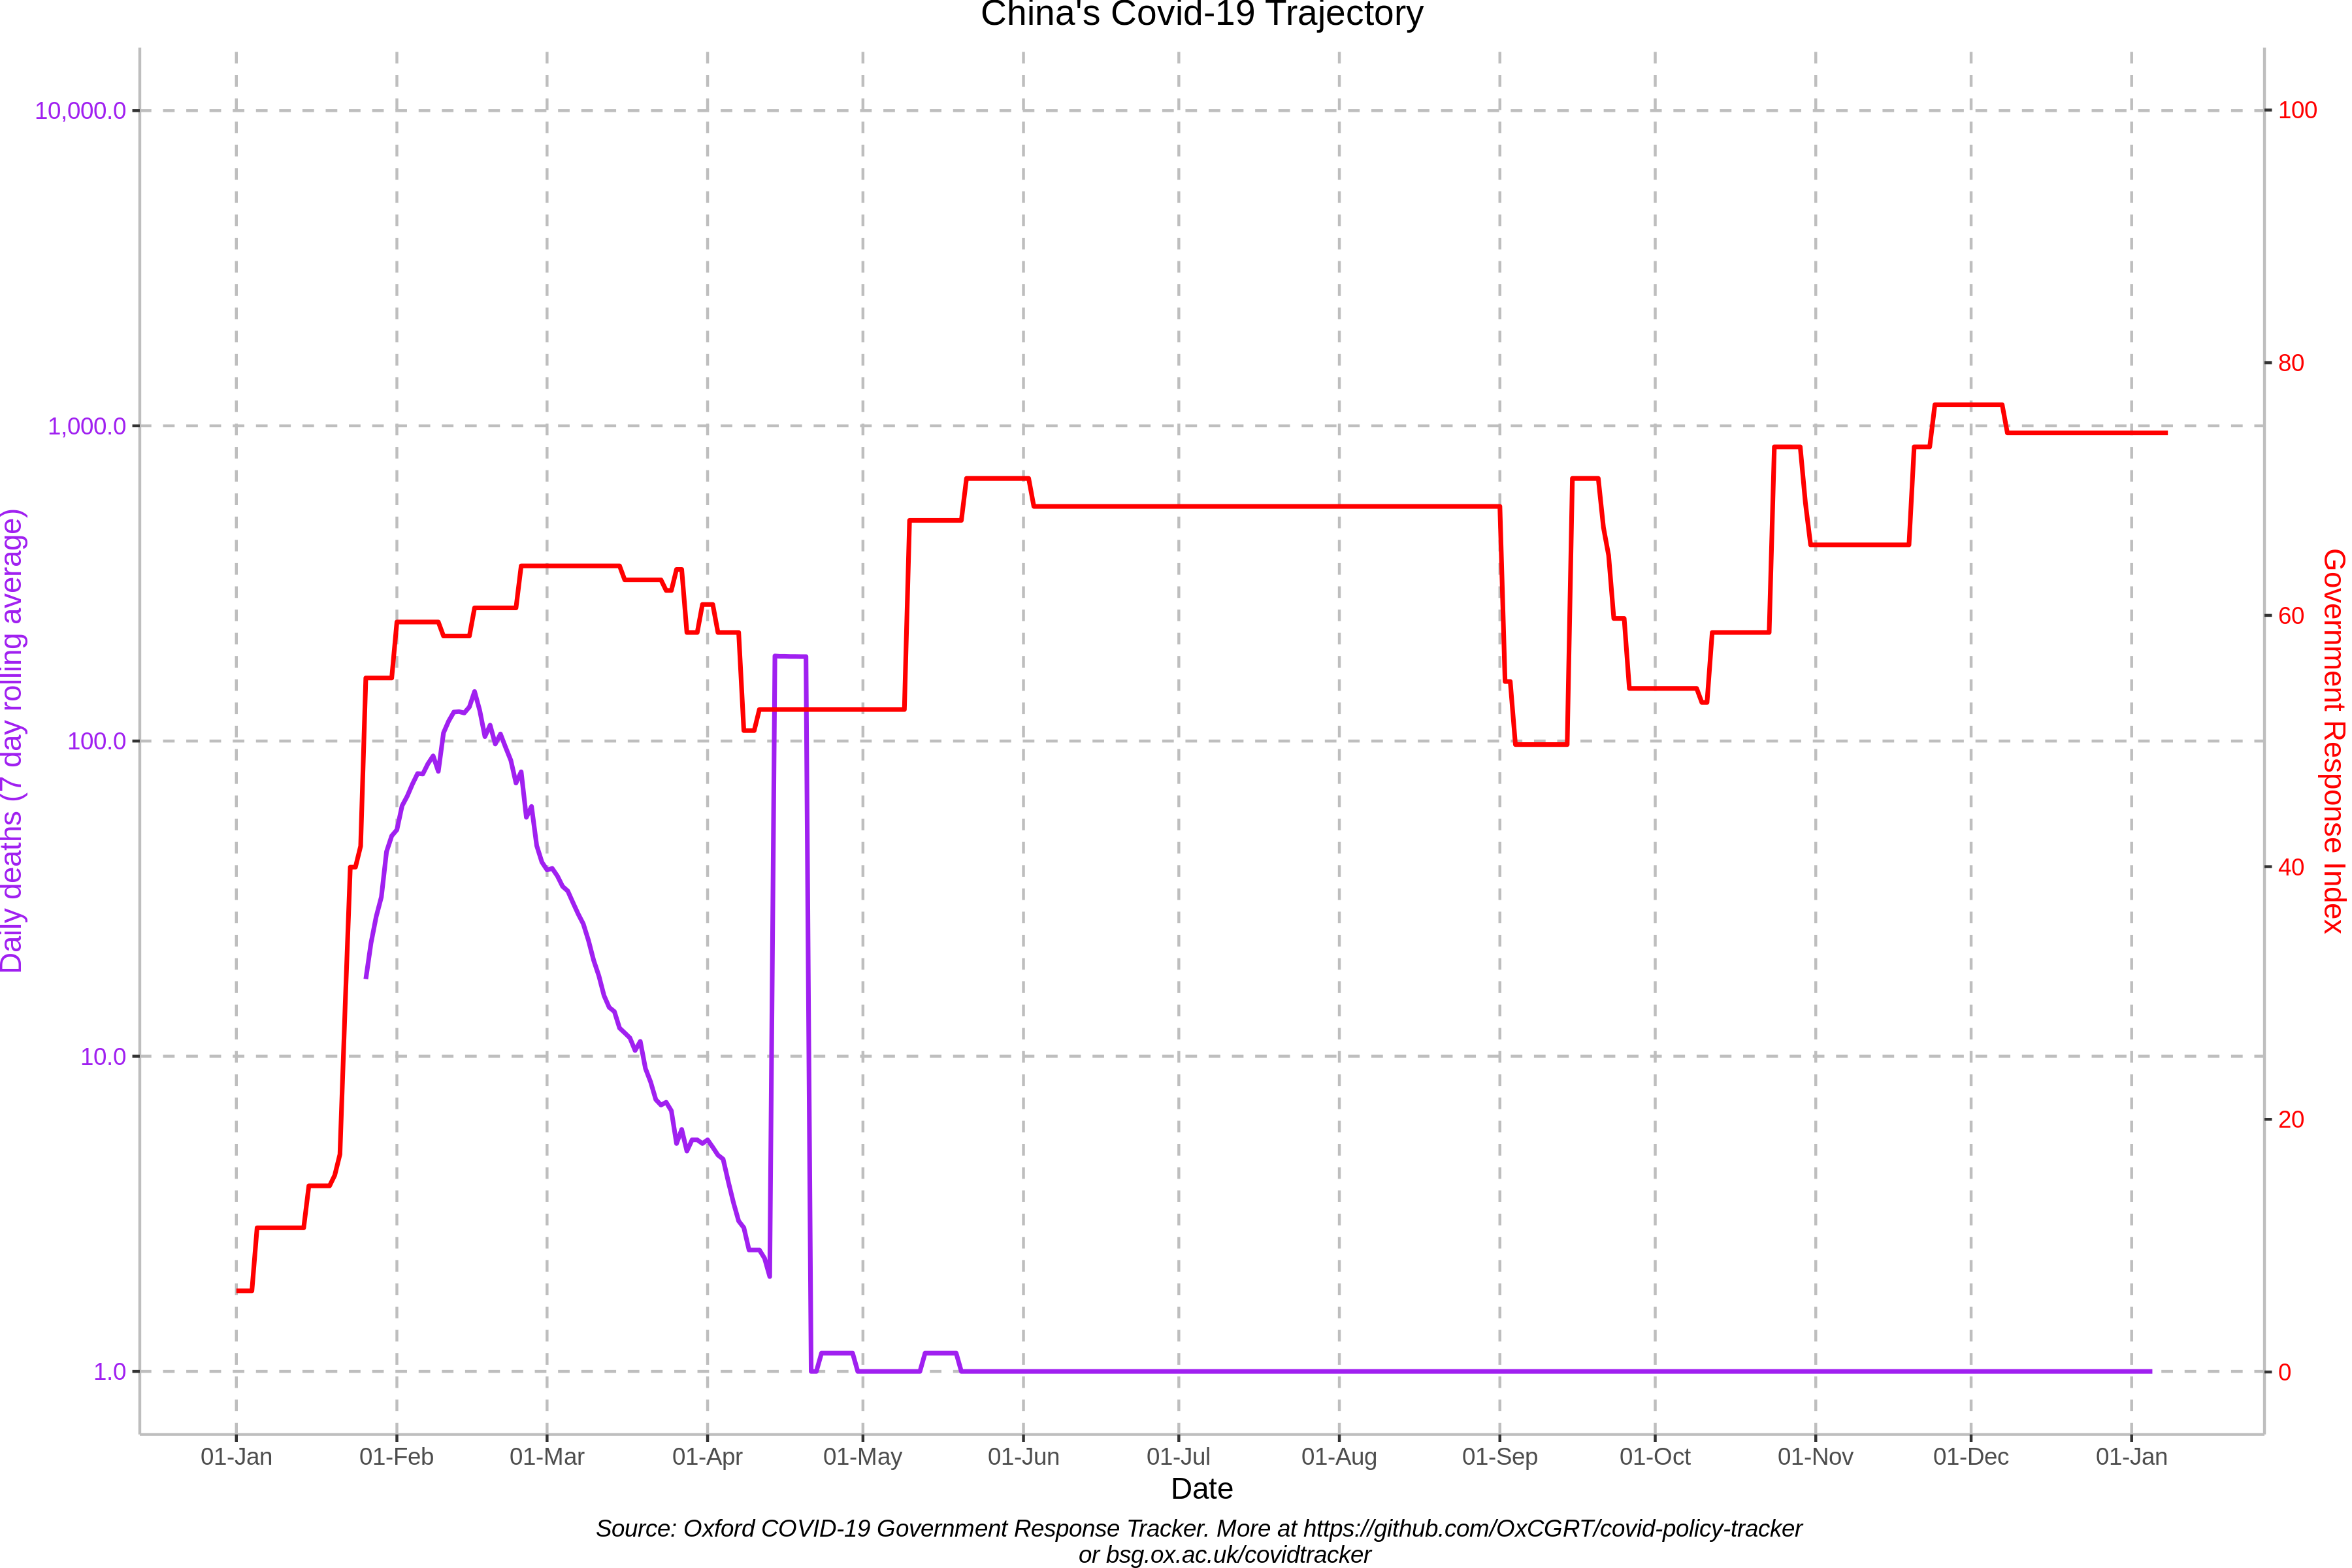 China's Covid-19 Trajectory
10,000.0
1,000.0
100.0
10.0
1.0
Daily deaths (7 day rolling average)
100
80
60
40
20
0
Government Response Index
01-Jan 01-Feb 01-Mar 01-Apr 01-May 01-Jun 01-Jul 01-Aug 01-Sep 01-Oct 01-Nov 01-Dec 01-Jan
Date
Source: Oxford COVID-19 Government Response Tracker. More at https://github.com/OxCGRT/covid-policy-tracker
or bsg.ox.ac.uk/covidtracker